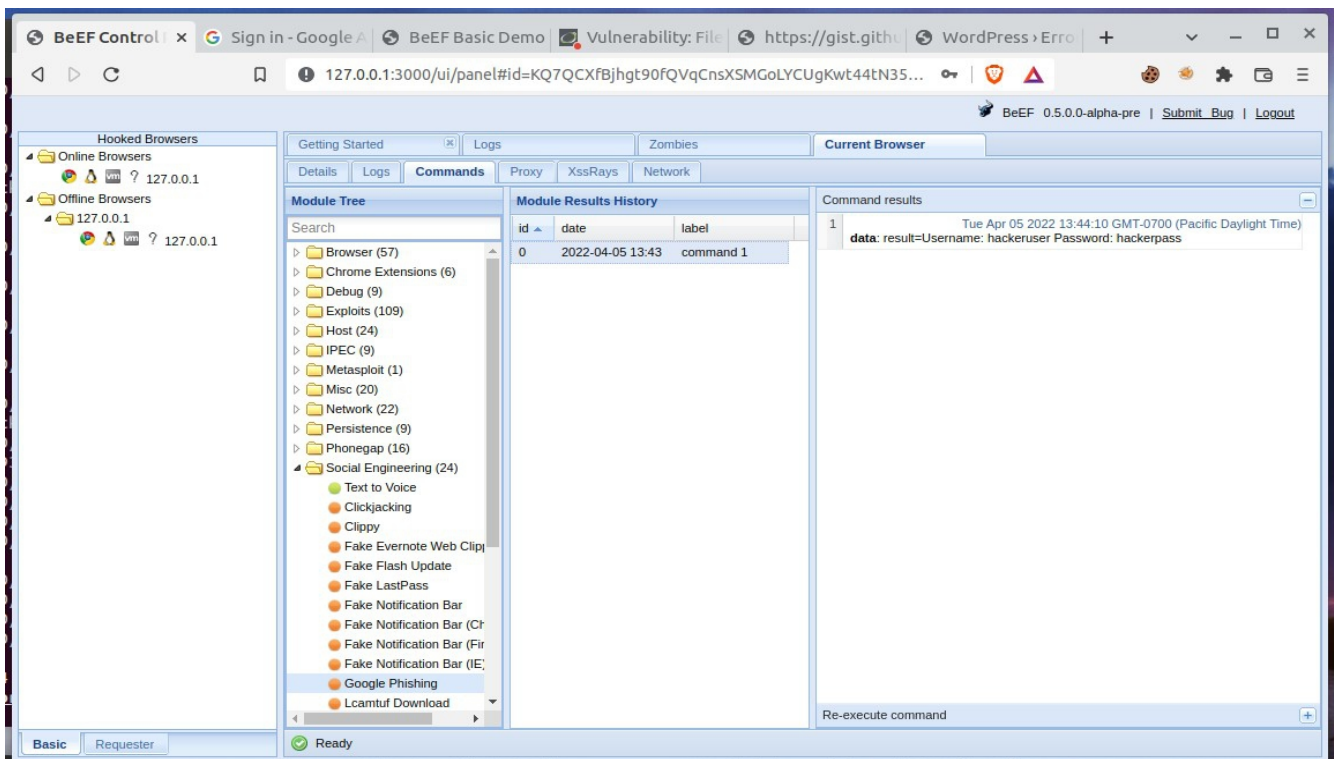 BeEF Control
Sign in - Google A
BeEF Basic Demo
Vulnerability: File
https://gist.githu
WordPress › Erro
127.0.0.1:3000/ui/panel#id=KQ7QCXfBjhgt90fQVqCnsXSMGoLYCUgKwt44tN35...
BeEF 0.5.0.0-alpha-pre | Submit Bug | Logout
Hooked Browsers
Online Browsers
? 127.0.0.1
Offline Browsers
127.0.0.1
? 127.0.0.1
Basic
Requester
Getting Started
Logs
Zombies
Current Browser
Details
Logs
Commands
Proxy
XssRays
Network
Module Tree
Search
Browser (57)
Chrome Extensions (6)
Debug (9)
Exploits (109)
Host (24)
IPEC (9)
Metasploit (1)
Misc (20)
Network (22)
Persistence (9)
Phonegap (16)
Social Engineering (24)
Text to Voice
Clickjacking
Clippy
Fake Evernote Web Clipp
Fake Flash Update
Fake LastPass
Fake Notification Bar
Fake Notification Bar (Ch
Fake Notification Bar (Fir
Fake Notification Bar (IE)
Google Phishing
Lcamtuf Download
Module Results History
id date label
0 2022-04-05 13:43 command 1
Command results
1 Tue Apr 05 2022 13:44:10 GMT-0700 (Pacific Daylight Time)
data: result=Username: hackeruser Password: hackerpass
Re-execute command
Ready